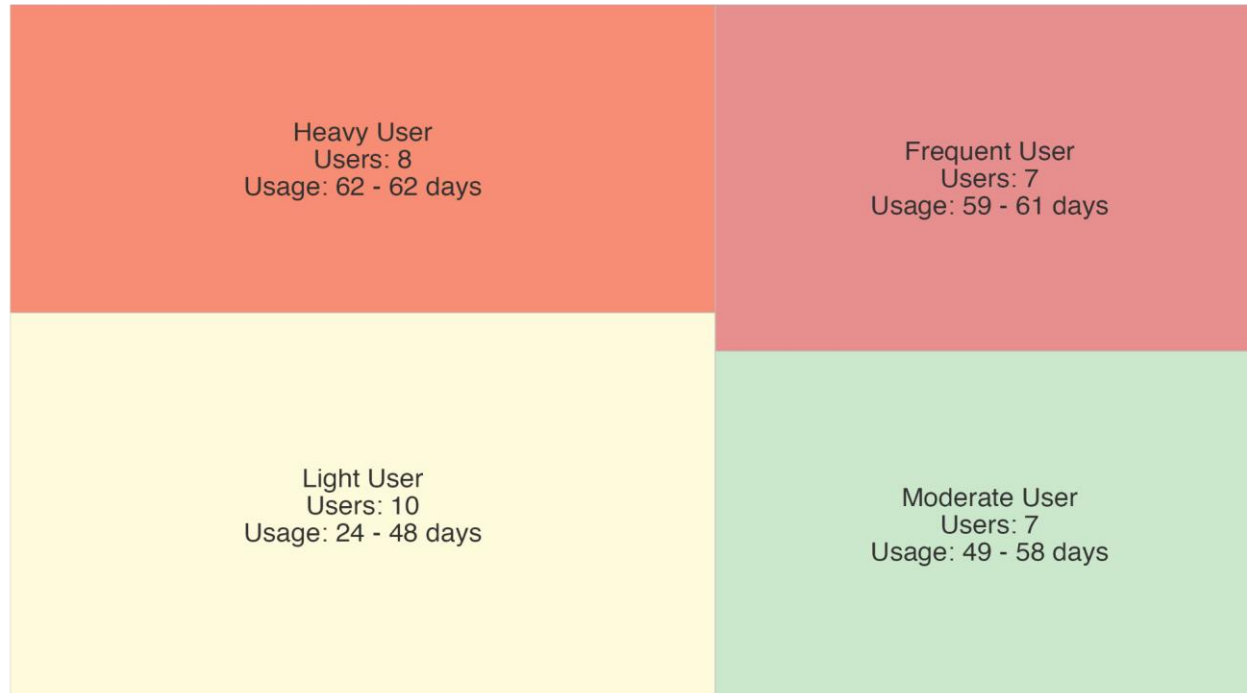 Heavy User
Users: 8
Usage: 62 - 62 days
Frequent User
Users: 7
Usage: 59 - 61 days
Light User
Users: 10
Usage: 24 - 48 days
Moderate User
Users: 7
Usage: 49 - 58 days